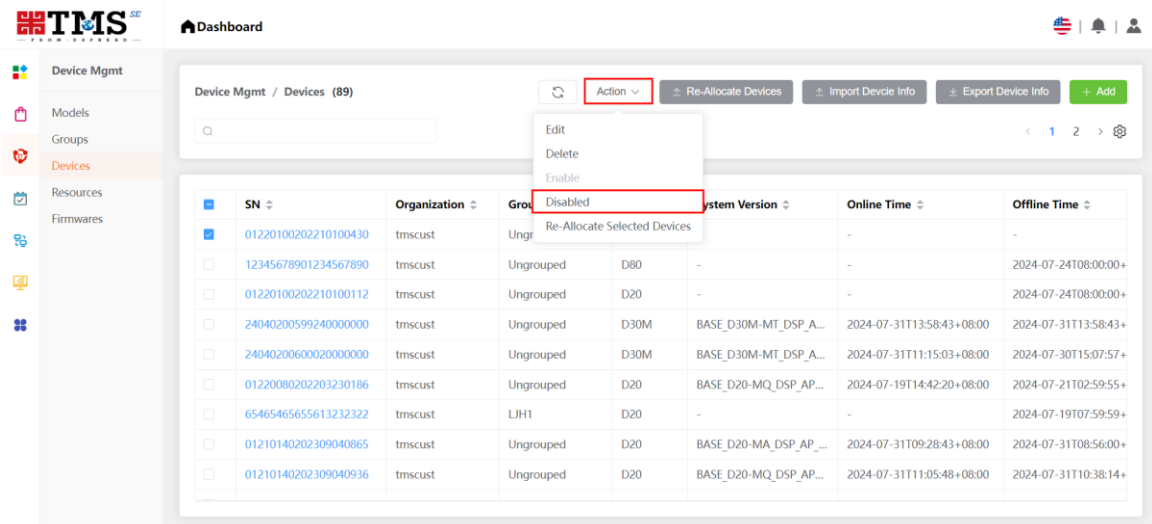 TMS SE
FROM·DSPREAD
Dashboard
Device Mgmt
Models
Groups
Devices
Resources
Firmwares
Device Mgmt / Devices (89)
Action
Re-Allocate Devices
Import Devcie Info
Export Device Info
+ Add
Edit
Delete
Enable
Disabled
Re-Allocate Selected Devices
1 2
SN Organization Grou ystem Version Online Time Offline Time
01220100202210100430 tmscust Ungr - -
12345678901234567890 tmscust Ungrouped D80 - - 2024-07-24T08:00:00+
01220100202210100112 tmscust Ungrouped D20 - - 2024-07-24T08:00:00+
24040200599240000000 tmscust Ungrouped D30M BASE_D30M-MT_DSP_A... 2024-07-31T13:58:43+08:00 2024-07-31T13:58:43+
24040200600020000000 tmscust Ungrouped D30M BASE_D30M-MT_DSP_A... 2024-07-31T11:15:03+08:00 2024-07-30T15:07:57+
01220080202203230186 tmscust Ungrouped D20 BASE_D20-MQ_DSP_AP... 2024-07-19T14:42:20+08:00 2024-07-21T02:59:55+
65465465655613232322 tmscust LJH1 D20 - - 2024-07-19T07:59:59+
01210140202309040865 tmscust Ungrouped D20 BASE_D20-MA_DSP_AP_... 2024-07-31T09:28:43+08:00 2024-07-31T08:56:00+
01210140202309040936 tmscust Ungrouped D20 BASE_D20-MQ_DSP_AP... 2024-07-31T11:05:48+08:00 2024-07-31T10:38:14+